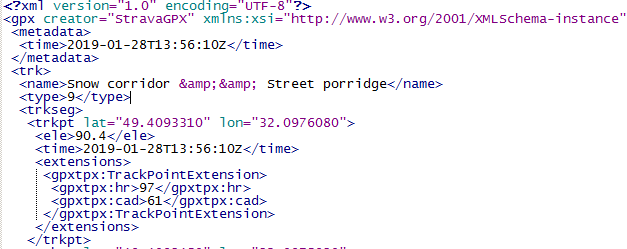 <?xml version="1.0" encoding="UTF-8"?>
<gpx creator="StravaGPX" xmlns:xsi="http://www.w3.org/2001/XMLSchema-instance"
<metadata>
<time>2019-01-28T13:56:10Z</time>
</metadata>
<trk>
<name>Snow corridor &amp;&amp; Street porridge</name>
<type>9</type>
<trkseg>
<trkpt lat="49.4093310" lon="32.0976080">
<ele>90.4</ele>
<time>2019-01-28T13:56:10Z</time>
<extensions>
<gpxtpx:TrackPointExtension>
<gpxtpx:hr>97</gpxtpx:hr>
<gpxtpx:cad>61</gpxtpx:cad>
</gpxtpx:TrackPointExtension>
</extensions>
</trkpt>